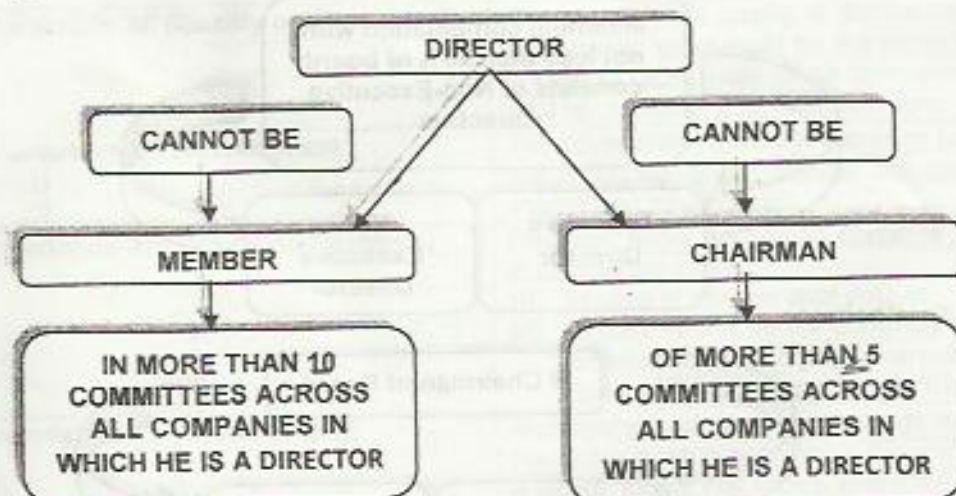 DIRECTOR
CANNOT BE
CANNOT BE
MEMBER
CHAIRMAN
IN MORE THAN 10
COMMITTEES ACROSS
ALL COMPANIES IN
WHICH HE IS A DIRECTOR
OF MORE THAN 5
COMMITTEES ACROSS
ALL COMPANIES IN
WHICH HE IS A DIRECTOR